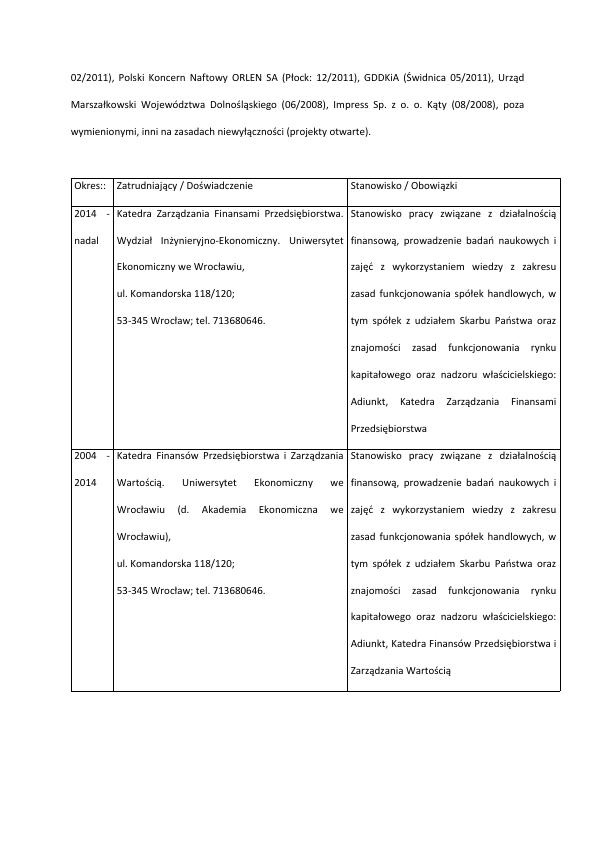 02/2011), Polski Koncern Naftowy ORLEN SA (Płock: 12/2011), GDDKiA (Świdnica 05/2011), Urząd
Marszałkowski Województwa Dolnośląskiego (06/2008), Impress Sp. z o. o. Kąty (08/2008), poza
wymienionymi, inni na zasadach niewyłączności (projekty otwarte).
Okres:: Zatrudniający / Doświadczenie Stanowisko / Obowiązki
2014 -
nadal
Katedra Zarządzania Finansami Przedsiębiorstwa.
Wydział Inżynieryjno-Ekonomiczny. Uniwersytet
Ekonomiczny we Wrocławiu,
ul. Komandorska 118/120;
53-345 Wrocław; tel. 713680646.
Stanowisko pracy związane z działalnością
finansową, prowadzenie badań naukowych i
zajęć z wykorzystaniem wiedzy z zakresu
zasad funkcjonowania spółek handlowych, w
tym spółek z udziałem Skarbu Państwa oraz
znajomości zasad funkcjonowania rynku
kapitałowego oraz nadzoru właścicielskiego:
Adiunkt, Katedra Zarządzania Finansami
Przedsiębiorstwa
2004 -
2014
Katedra Finansów Przedsiębiorstwa i Zarządzania
Wartością. Uniwersytet Ekonomiczny we
Wrocławiu (d. Akademia Ekonomiczna we
Wrocławiu),
ul. Komandorska 118/120;
53-345 Wrocław; tel. 713680646.
Stanowisko pracy związane z działalnością
finansową, prowadzenie badań naukowych i
zajęć z wykorzystaniem wiedzy z zakresu
zasad funkcjonowania spółek handlowych, w
tym spółek z udziałem Skarbu Państwa oraz
znajomości zasad funkcjonowania rynku
kapitałowego oraz nadzoru właścicielskiego:
Adiunkt, Katedra Finansów Przedsiębiorstwa i
Zarządzania Wartością